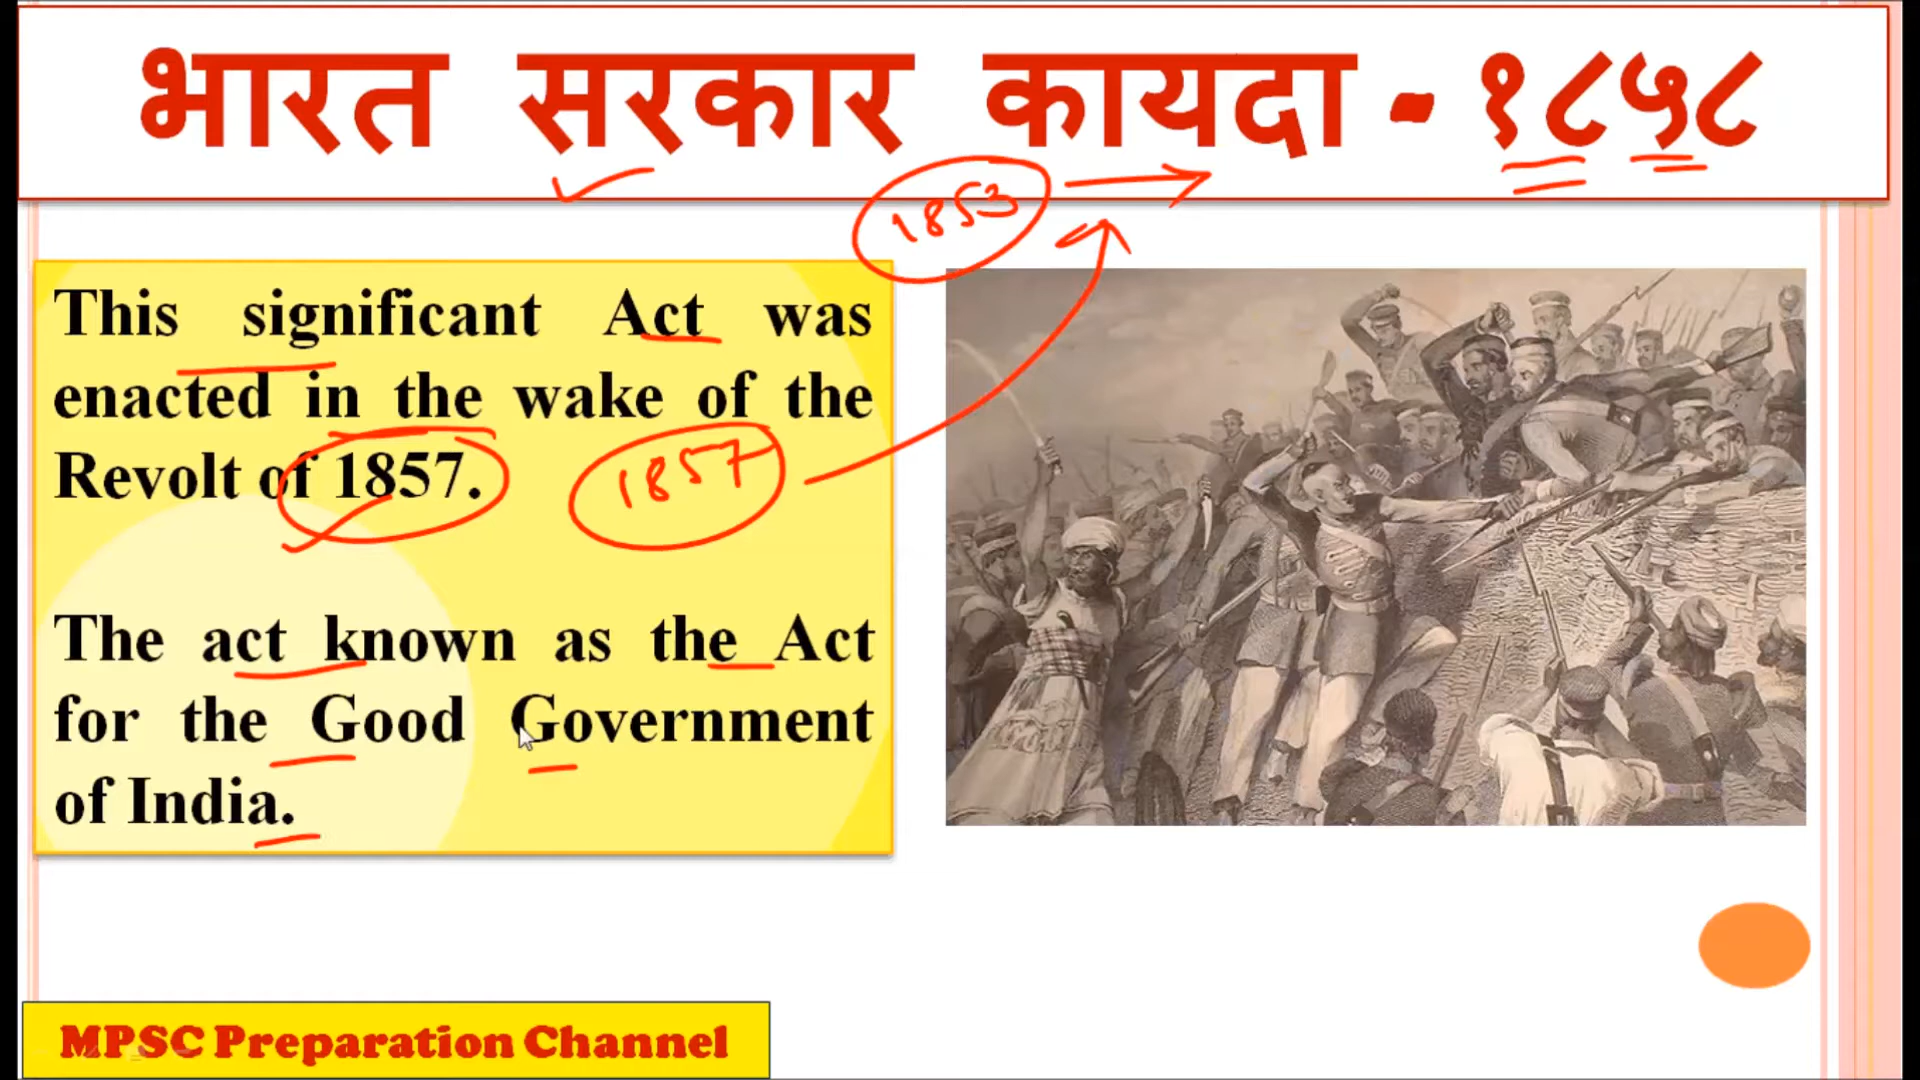 भारत सरकार कायदा - १८५८
1853
This significant Act was
enacted in the wake of the
Revolt of 1857.
1857
The act known as the Act
for the Good Government
of India.
MPSC Preparation Channel